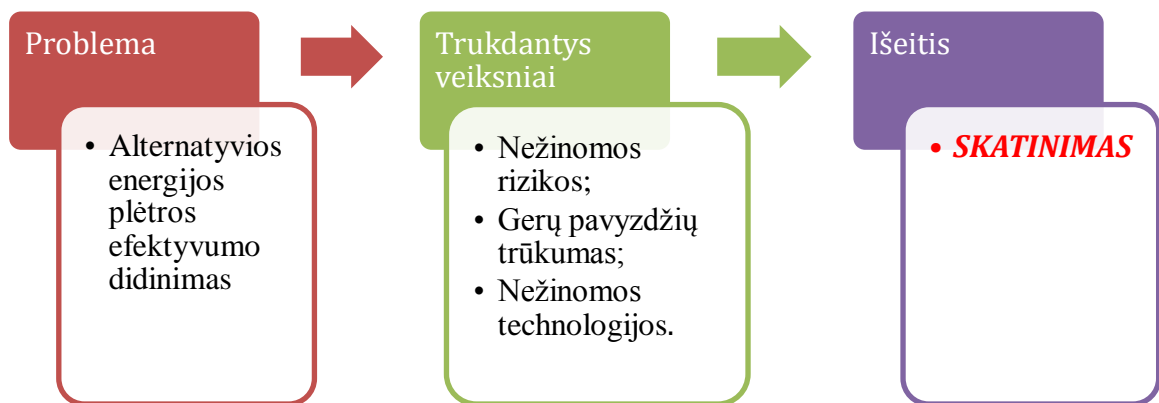 Problema
• Alternatyvios
energijos
plėtros
efektyvumo
didinimas
Trukdantys
veiksniai
• Nežinomos
rizikos;
• Gerų pavyzdžių
trūkumas;
• Nežinomos
technologijos.
Išeitis
• SKATINIMAS